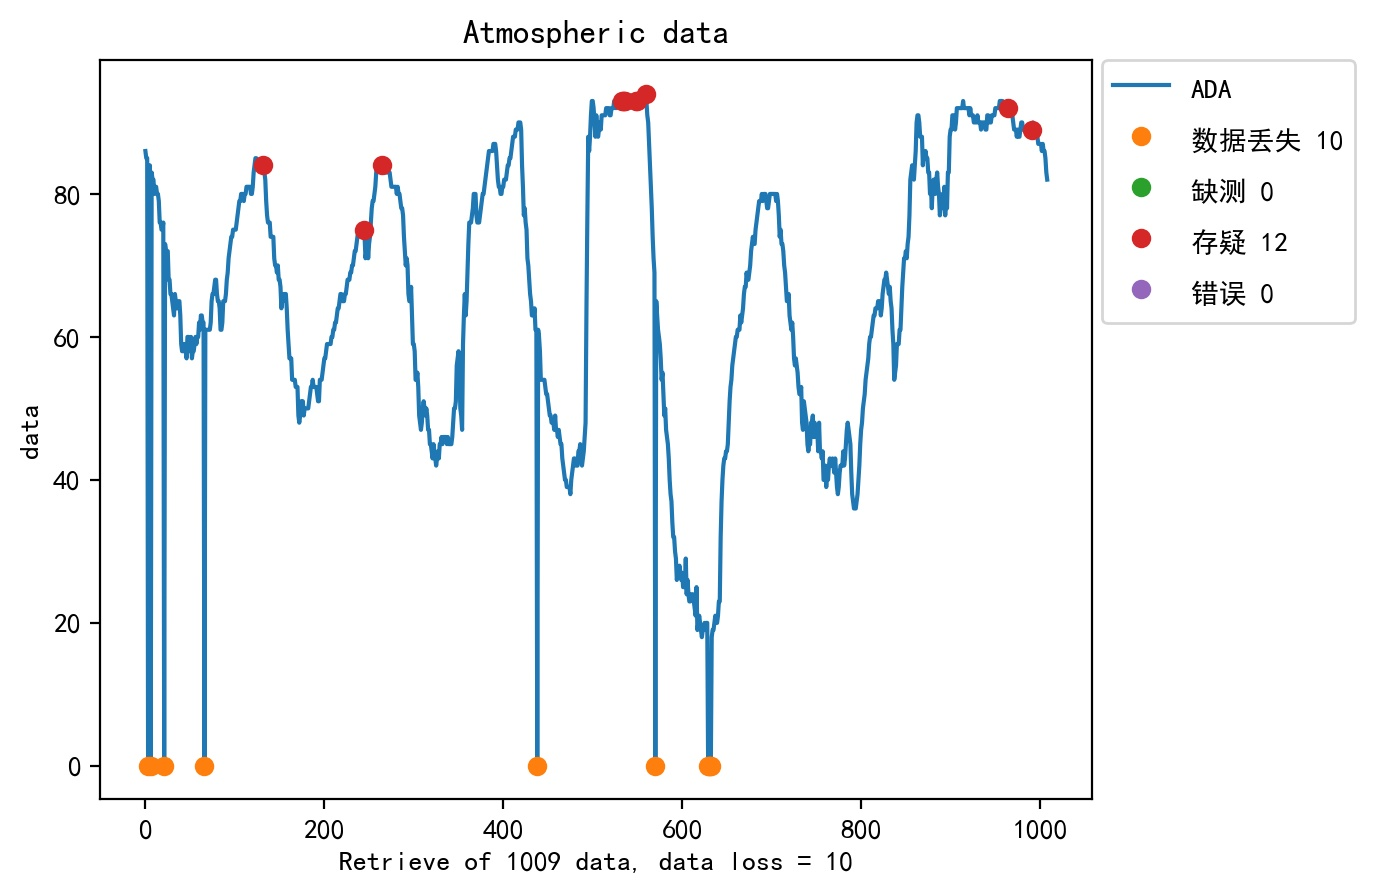 Atmospheric data
ADA
数据丢失 10
缺测 0
存疑 12
错误 0
data
80
60
40
20
0
0 200 400 600 800 1000
Retrieve of 1009 data, data loss = 10